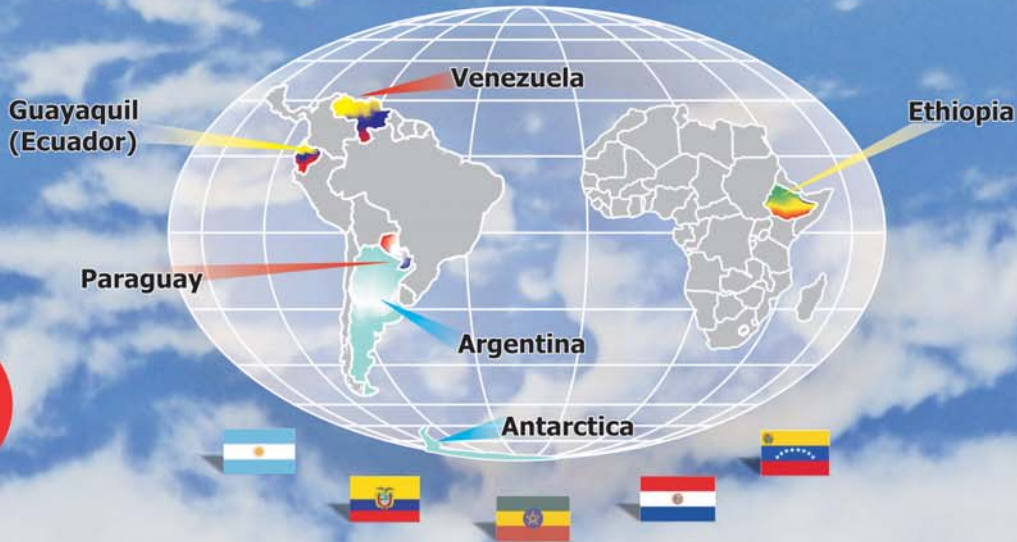 Venezuela
Guayaquil
(Ecuador)
Ethiopia
Paraguay
Argentina
Antarctica